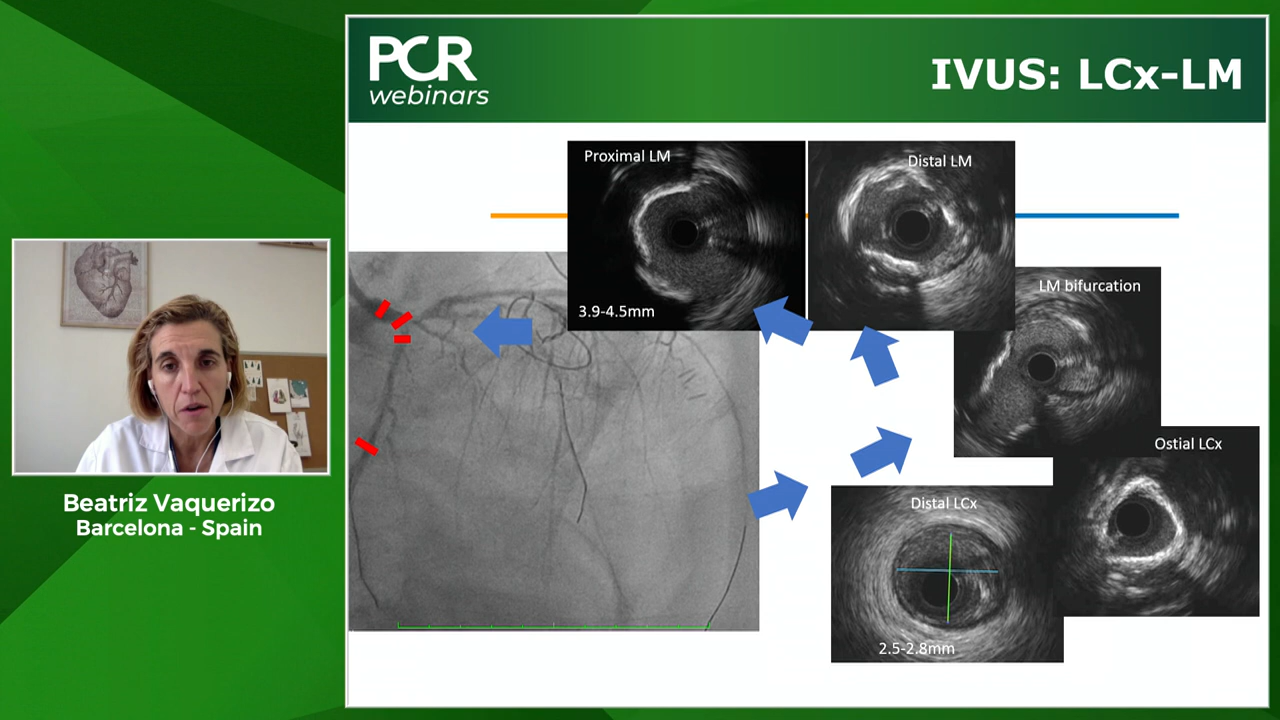 PCR
webinars
IVUS: LCx-LM
Proximal LM
3.9-4.5mm
Distal LM
LM bifurcation
Ostial LCx
Distal LCx
2.5-2.8mm
Beatriz Vaquerizo
Barcelona - Spain